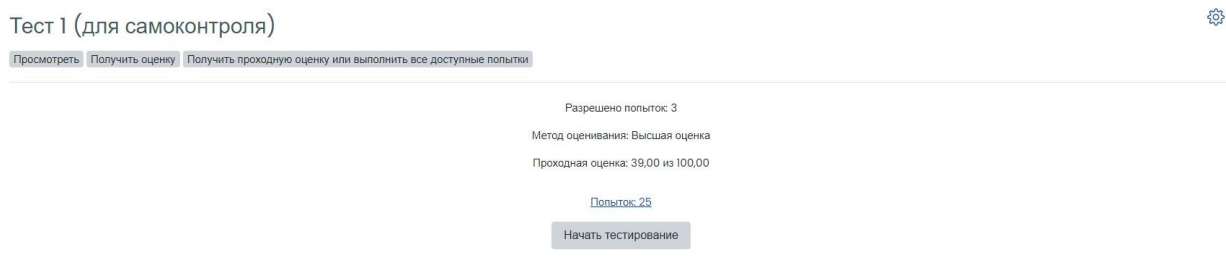 Тест 1 (для самоконтроля)
Просмотреть Получить оценку Получить проходную оценку или выполнить все доступные попытки
Разрешено попыток: 3
Метод оценивания: Высшая оценка
Проходная оценка: 39,00 из 100,00
Попыток: 25
Начать тестирование